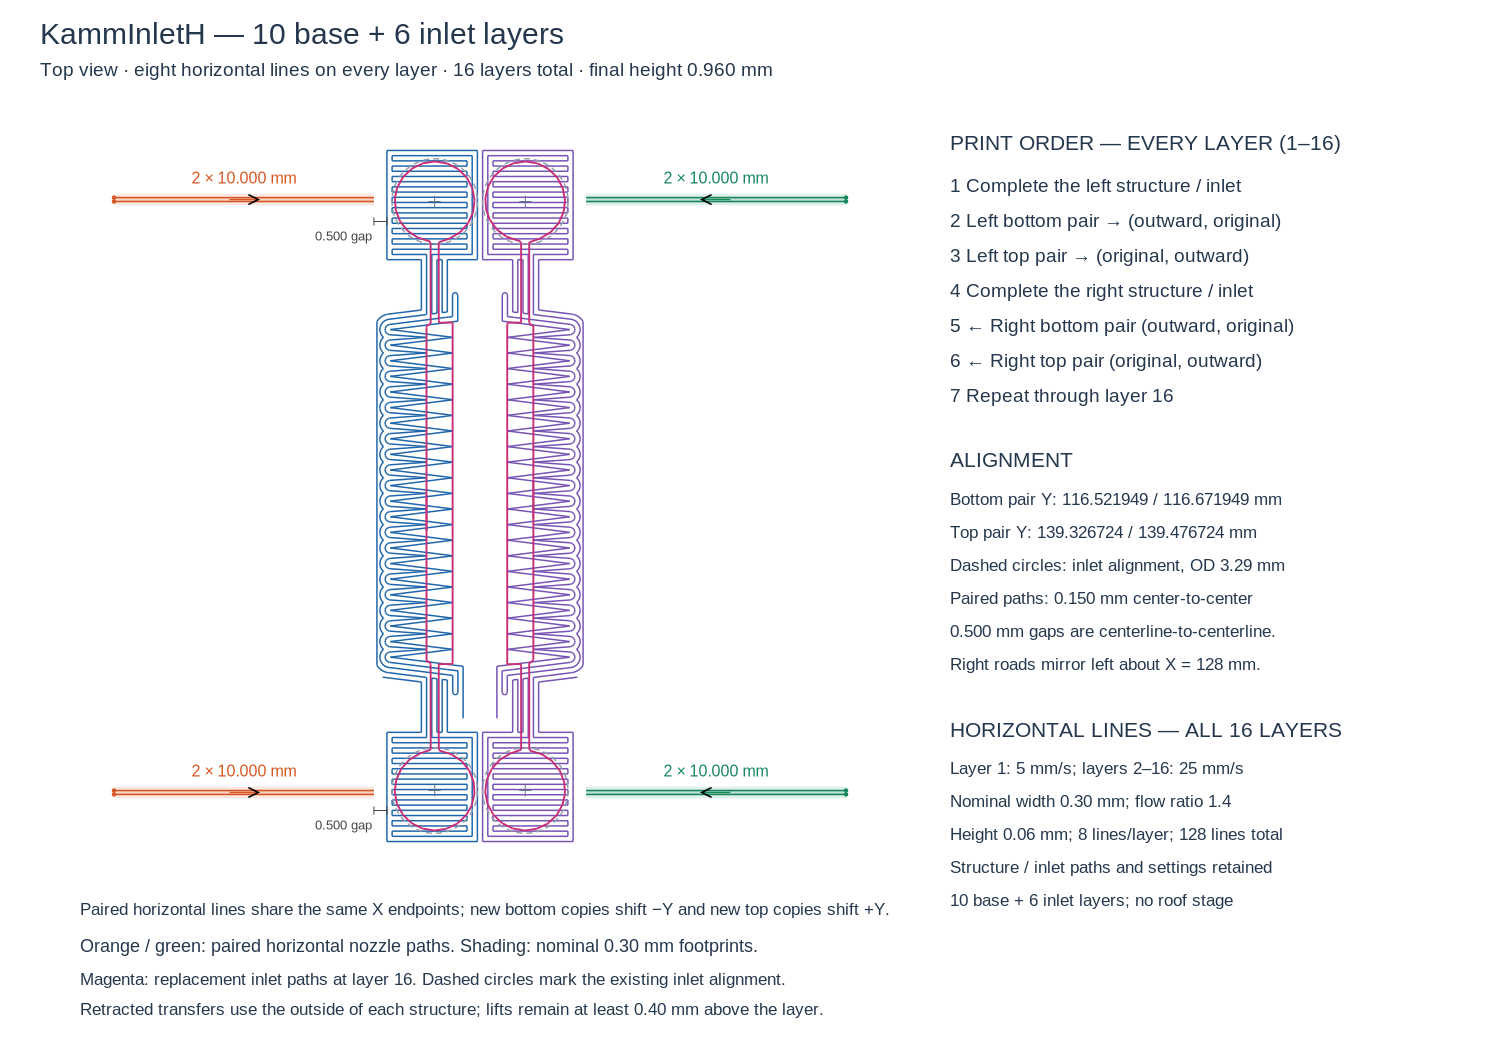 KammInletH — 10 base + 6 inlet layers
Top view · eight horizontal lines on every layer · 16 layers total · final height 0.960 mm
2 × 10.000 mm
2 × 10.000 mm
0.500 gap
2 × 10.000 mm
2 × 10.000 mm
0.500 gap
Paired horizontal lines share the same X endpoints; new bottom copies shift −Y and new top copies shift +Y.
Orange / green: paired horizontal nozzle paths. Shading: nominal 0.30 mm footprints.
Magenta: replacement inlet paths at layer 16. Dashed circles mark the existing inlet alignment.
Retracted transfers use the outside of each structure; lifts remain at least 0.40 mm above the layer.
PRINT ORDER — EVERY LAYER (1–16)
1 Complete the left structure / inlet
2 Left bottom pair → (outward, original)
3 Left top pair → (original, outward)
4 Complete the right structure / inlet
5 ← Right bottom pair (outward, original)
6 ← Right top pair (original, outward)
7 Repeat through layer 16
ALIGNMENT
Bottom pair Y: 116.521949 / 116.671949 mm
Top pair Y: 139.326724 / 139.476724 mm
Dashed circles: inlet alignment, OD 3.29 mm
Paired paths: 0.150 mm center-to-center
0.500 mm gaps are centerline-to-centerline.
Right roads mirror left about X = 128 mm.
HORIZONTAL LINES — ALL 16 LAYERS
Layer 1: 5 mm/s; layers 2–16: 25 mm/s
Nominal width 0.30 mm; flow ratio 1.4
Height 0.06 mm; 8 lines/layer; 128 lines total
Structure / inlet paths and settings retained
10 base + 6 inlet layers; no roof stage